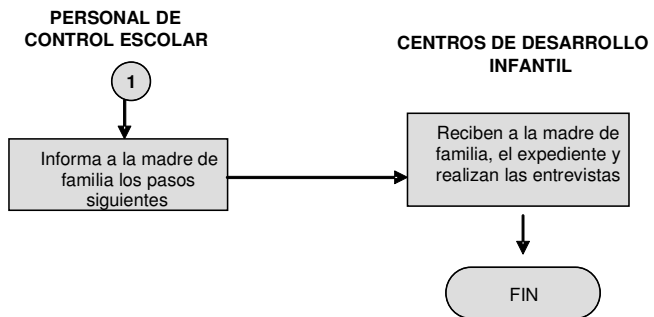 PERSONAL DE
CONTROL ESCOLAR
1
Informa a la madre de
familia los pasos
siguientes
CENTROS DE DESARROLLO
INFANTIL
Reciben a la madre de
familia, el expediente y
realizan las entrevistas
FIN